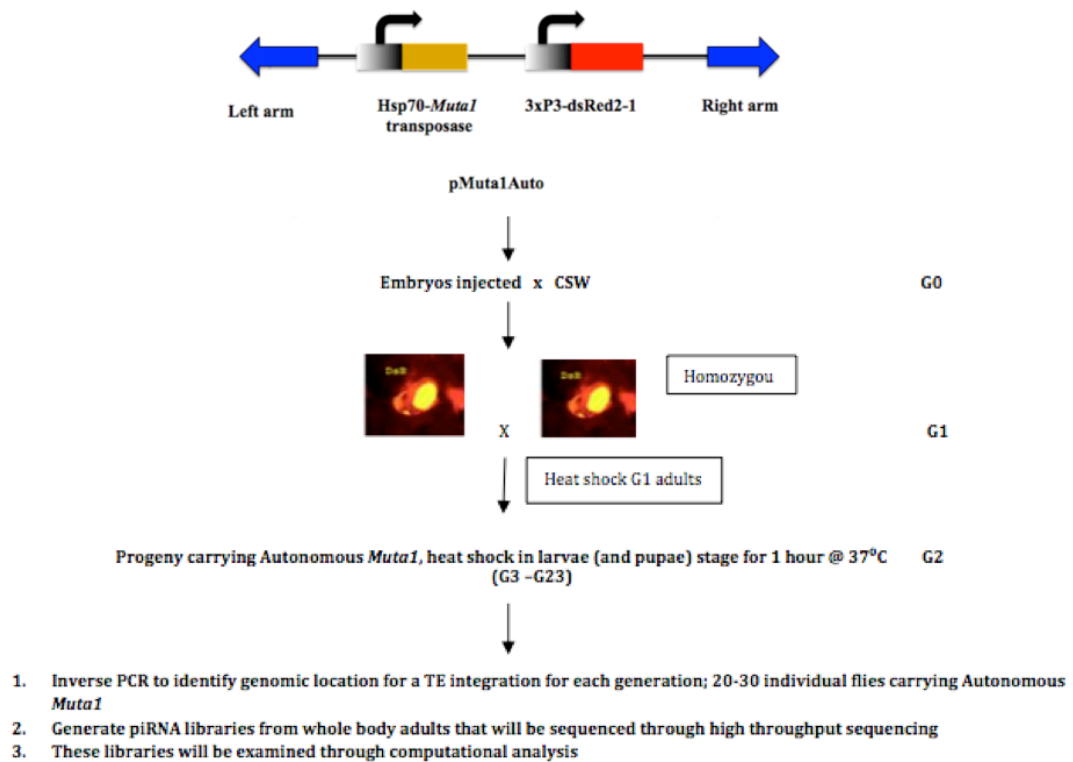 Left arm
Hsp70-Muta1
transposase
3xP3-dsRed2-1
Right arm
pMuta1Auto
Embryos injected x CSW
G0
DsR
DsR
Homozygou
X
G1
Heat shock G1 adults
Progeny carrying Autonomous Muta1, heat shock in larvae (and pupae) stage for 1 hour @ 37⁰C
G2
(G3 –G23)
1. Inverse PCR to identify genomic location for a TE integration for each generation; 20-30 individual flies carrying Autonomous
Muta1
2. Generate piRNA libraries from whole body adults that will be sequenced through high throughput sequencing
3. These libraries will be examined through computational analysis